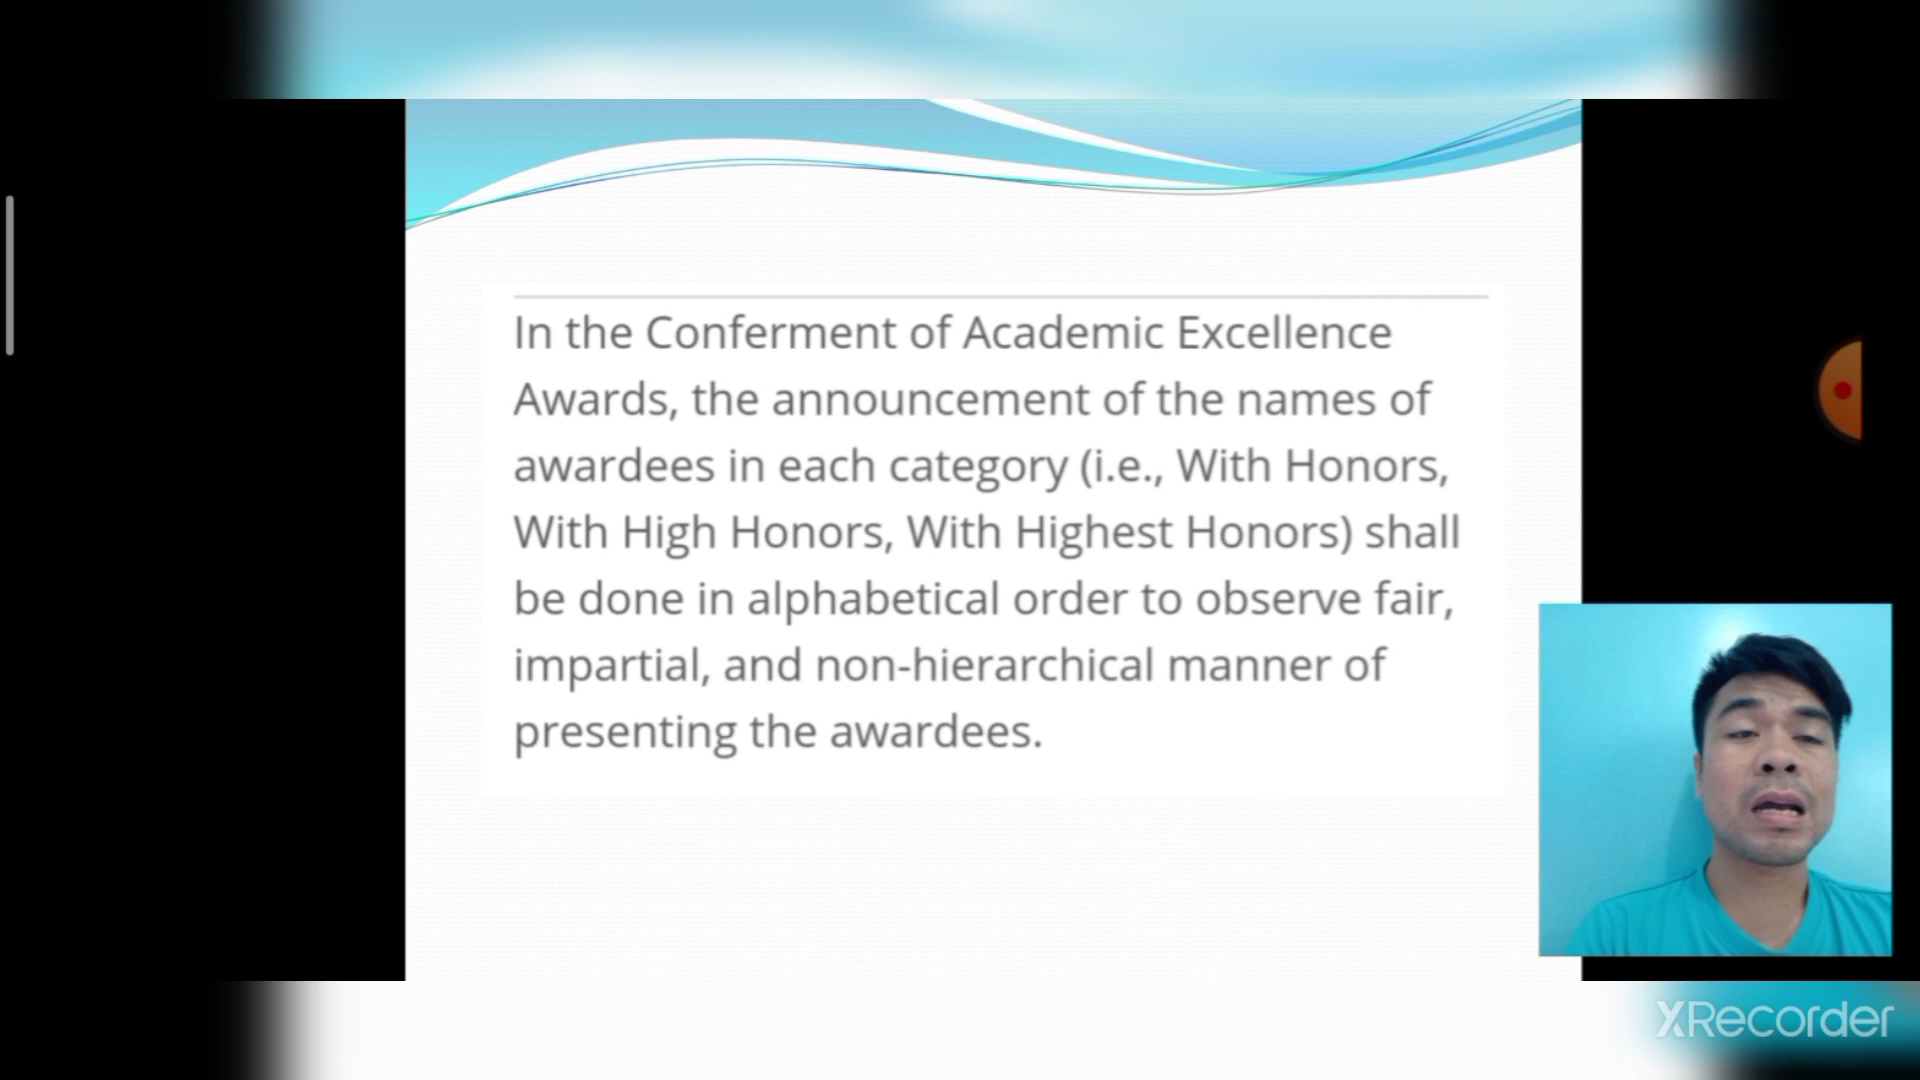 In the Conferment of Academic Excellence
Awards, the announcement of the names of
awardees in each category (i.e., With Honors,
With High Honors, With Highest Honors) shall
be done in alphabetical order to observe fair,
impartial, and non-hierarchical manner of
presenting the awardees.
XRecorder